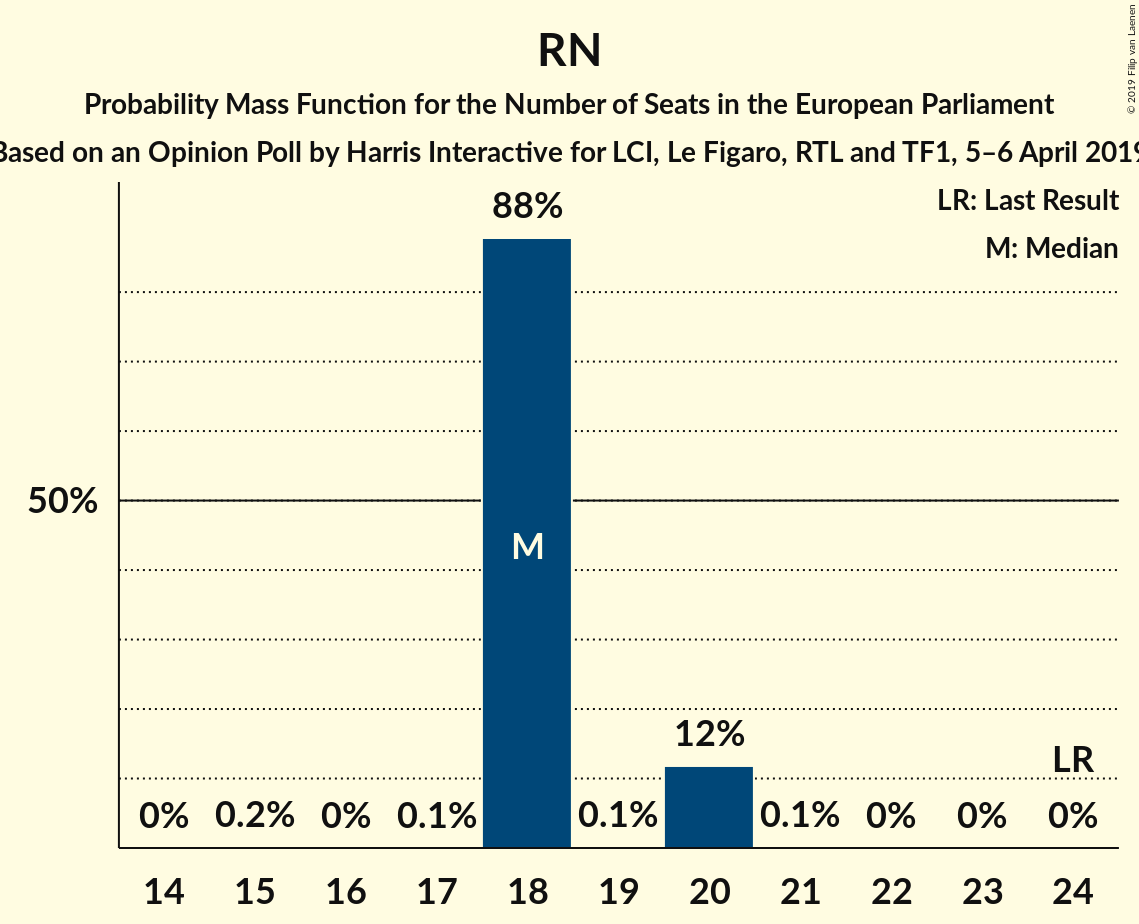 RN
Probability Mass Function for the Number of Seats in the European Parliament
Based on an Opinion Poll by Harris Interactive for LCI, Le Figaro, RTL and TF1, 5–6 April 2019
© 2019 Filip van Laenen
LR: Last Result
M: Median
88%
50%
M
12%
LR
0% 0.2% 0% 0.1% 0.1% 0.1% 0% 0% 0%
14 15 16 17 18 19 20 21 22 23 24